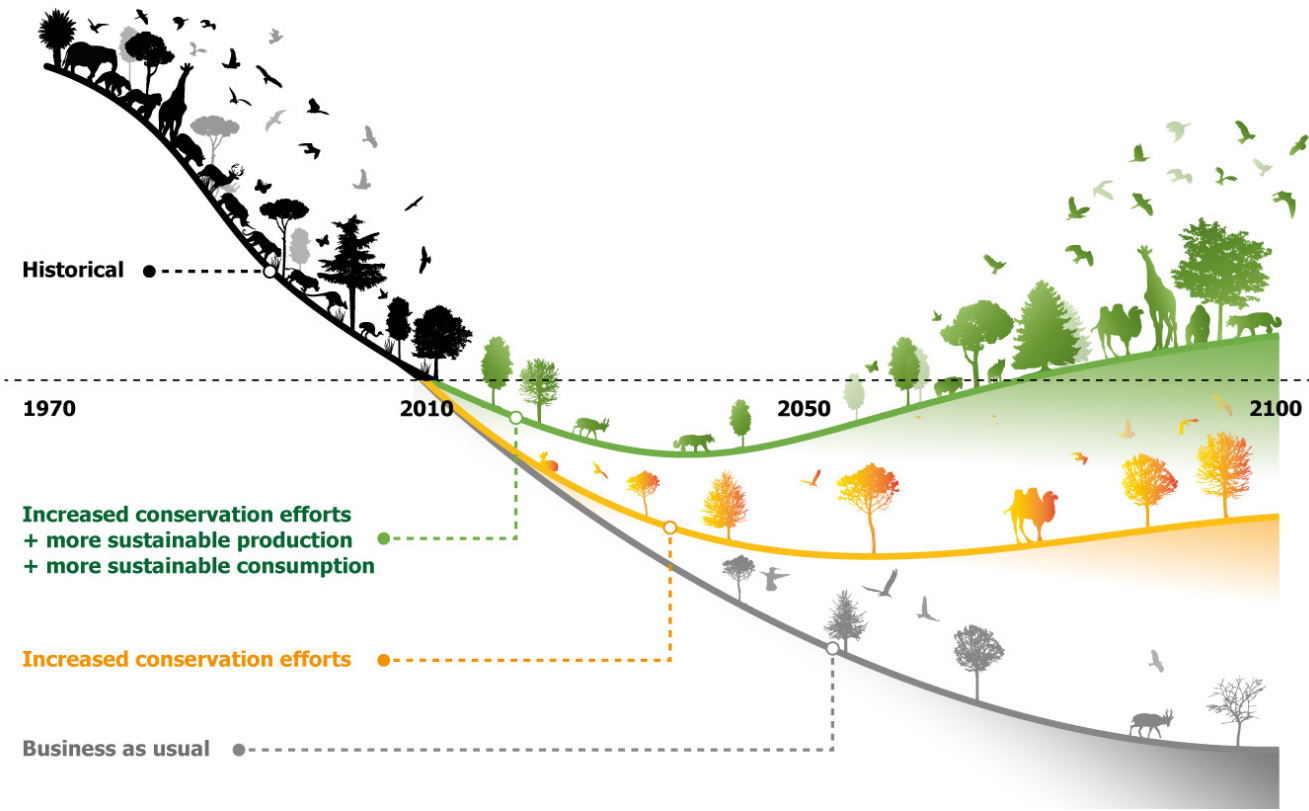 Historical
1970
2010
2050
2100
Increased conservation efforts
+ more sustainable production
+ more sustainable consumption
Increased conservation efforts
Business as usual